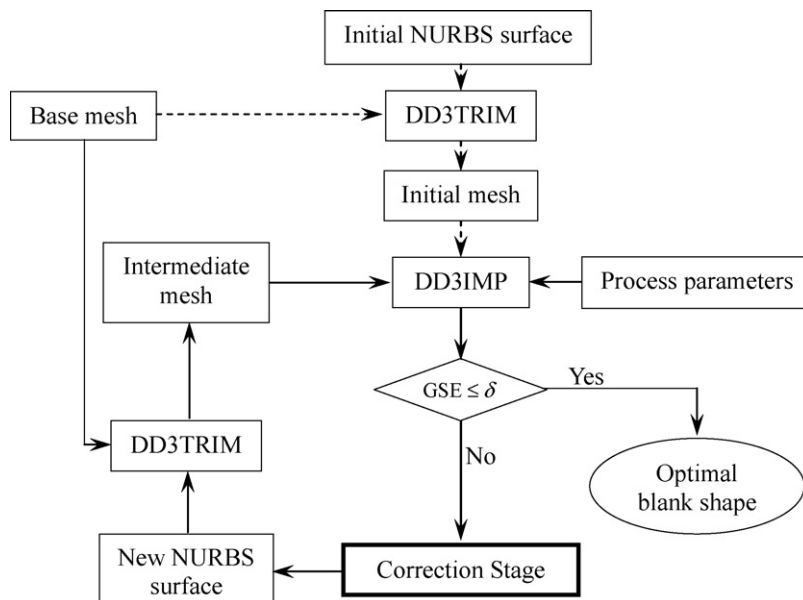 Initial NURBS surface
Base mesh
DD3TRIM
Initial mesh
Intermediate
mesh
DD3IMP
Process parameters
GSE ≤ δ
Yes
No
DD3TRIM
Optimal
blank shape
New NURBS
surface
Correction Stage